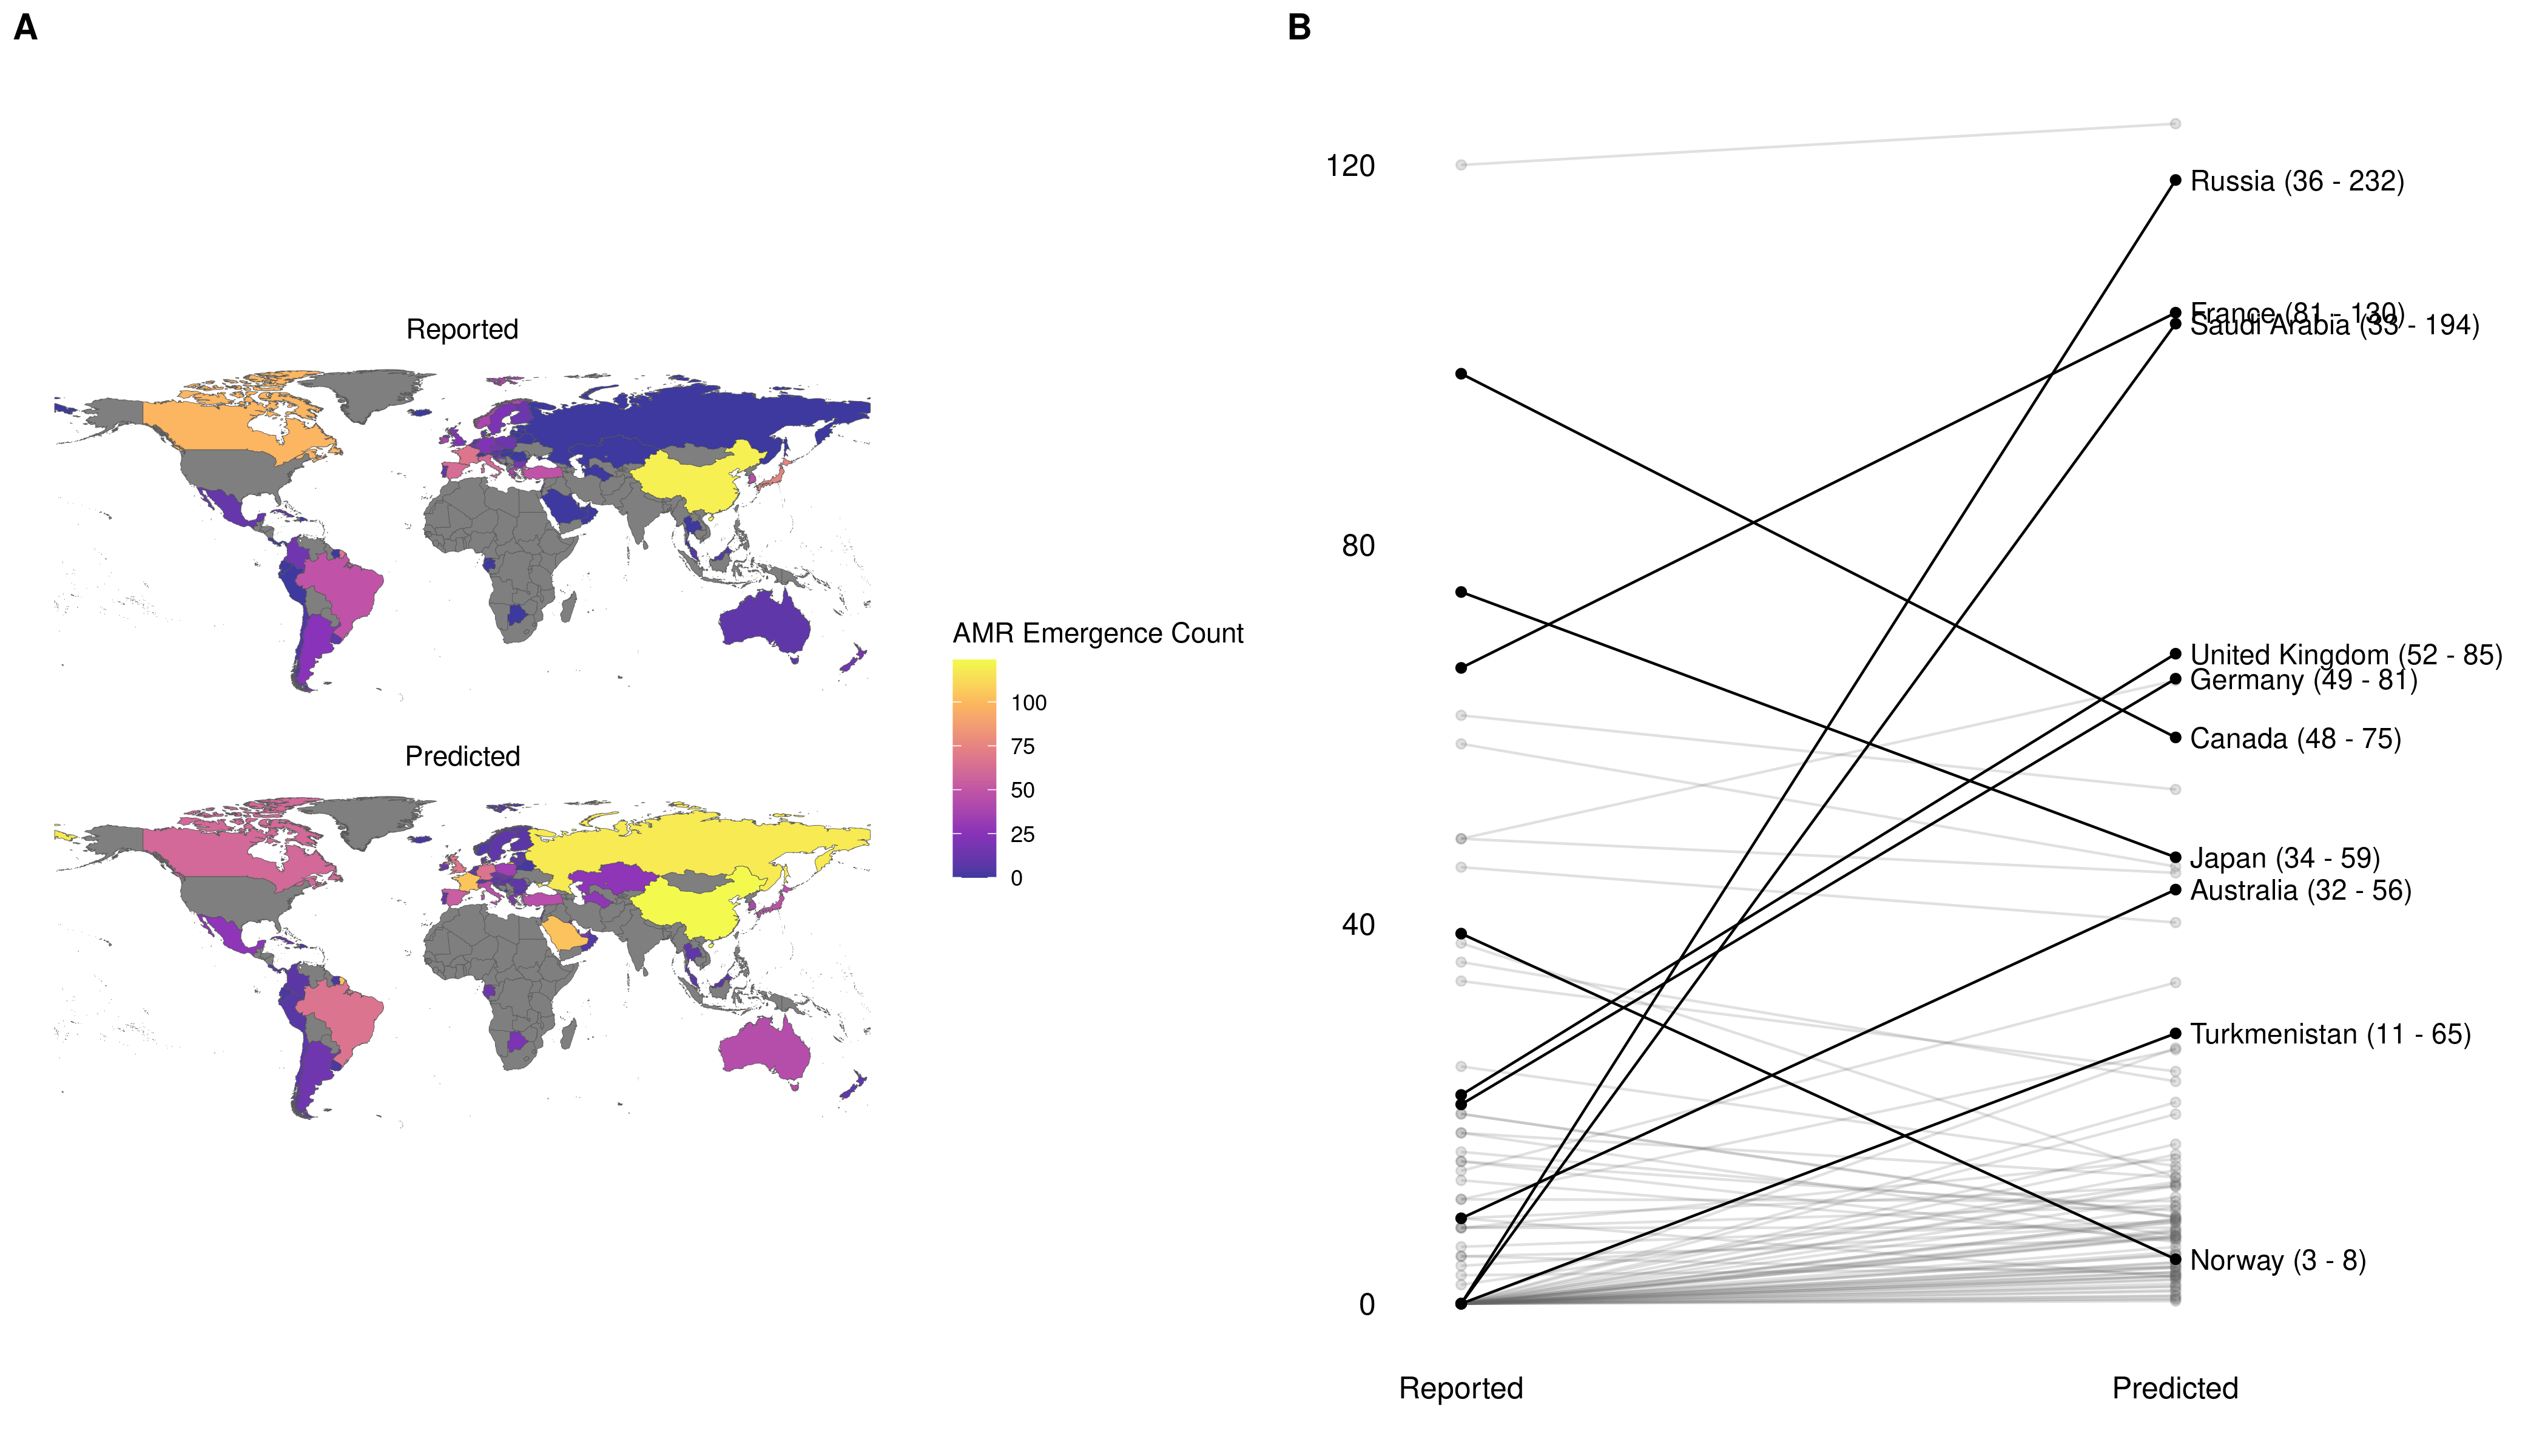 A
Reported
Predicted
AMR Emergence Count
100
75
50
25
0
B
120
80
40
0
Russia (36 - 232)
France (81 - 130)
Saudi Arabia (33 - 194)
United Kingdom (52 - 85)
Germany (49 - 81)
Canada (48 - 75)
Japan (34 - 59)
Australia (32 - 56)
Turkmenistan (11 - 65)
Norway (3 - 8)
Reported
Predicted